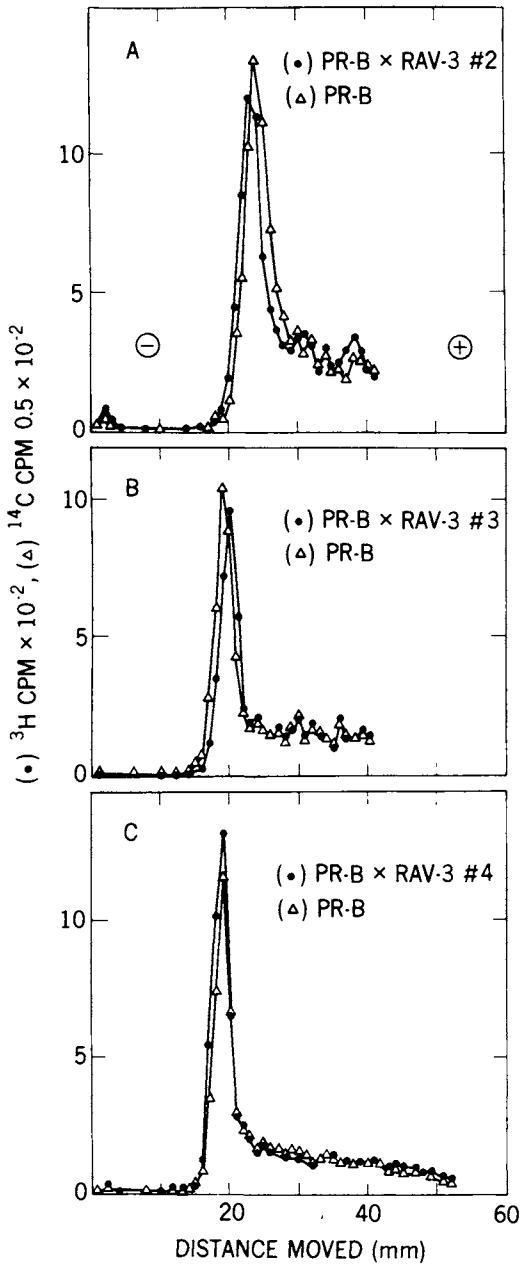 A
(•) PR-B × RAV-3 #2
(△) PR-B
10
5
0
− +
B
(•) PR-B × RAV-3 #3
(△) PR-B
10
5
0
C
(•) PR-B × RAV-3 #4
(△) PR-B
10
5
0
0 20 40 60
DISTANCE MOVED (mm)
(•) ³H CPM × 10⁻², (△) ¹⁴C CPM 0.5 × 10⁻²